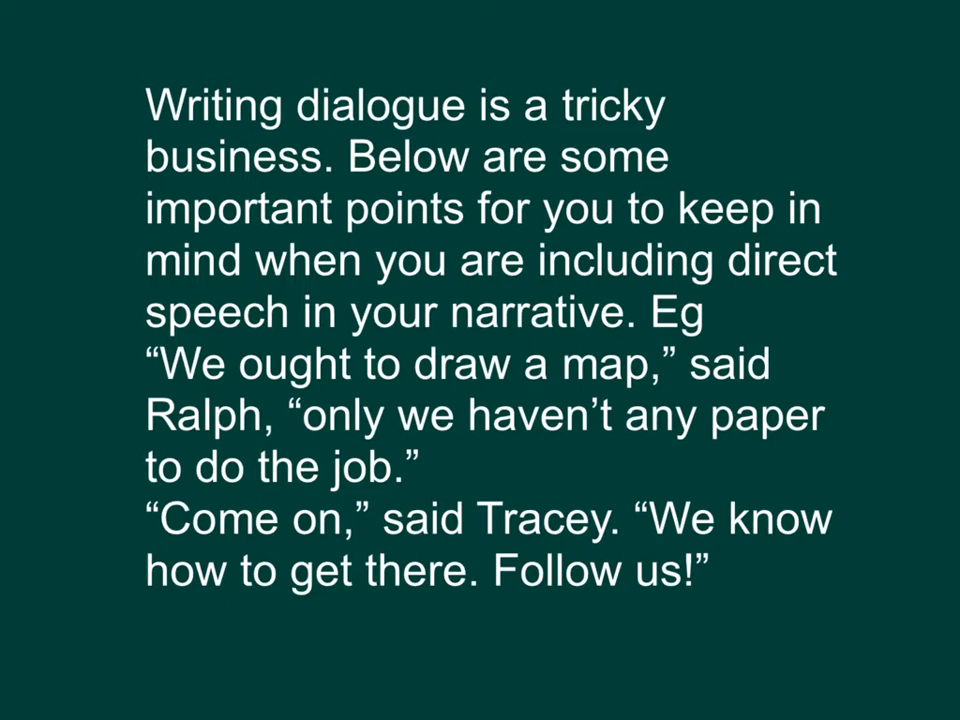 Writing dialogue is a tricky
business. Below are some
important points for you to keep in
mind when you are including direct
speech in your narrative. Eg
“We ought to draw a map,” said
Ralph, “only we haven’t any paper
to do the job.”
“Come on,” said Tracey. “We know
how to get there. Follow us!”